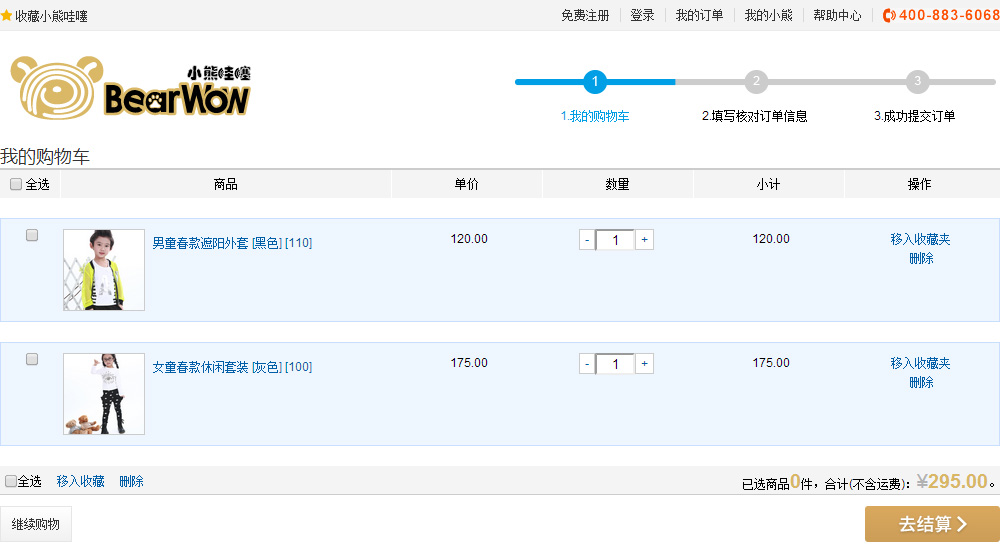 收藏小熊哇噻
免费注册 登录 我的订单 我的小熊 帮助中心 400-883-6068
小熊哇噻
BearWon
1 2 3
1.我的购物车 2.填写核对订单信息 3.成功提交订单
我的购物车
全选 商品 单价 数量 小计 操作
男童春款遮阳外套 [黑色] [110] 120.00 - 1 + 120.00 移入收藏夹
删除
女童春款休闲套装 [灰色] [100] 175.00 - 1 + 175.00 移入收藏夹
删除
全选 移入收藏 删除 已选商品0件，合计(不含运费)：¥295.00。
继续购物 去结算